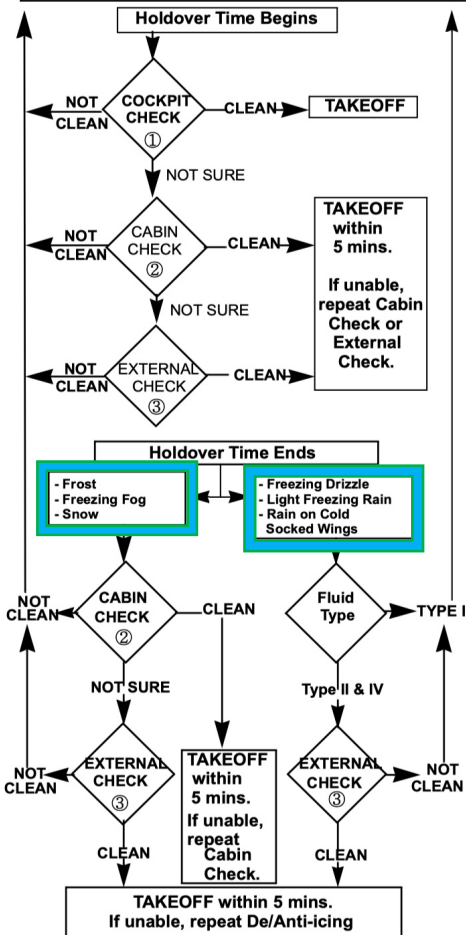 Holdover Time Begins
COCKPIT
CHECK
①
NOT
CLEAN
CLEAN
TAKEOFF
NOT SURE
CABIN
CHECK
②
NOT
CLEAN
CLEAN
TAKEOFF
within
5 mins.
If unable,
repeat Cabin
Check or
External
Check.
NOT SURE
EXTERNAL
CHECK
③
NOT
CLEAN
CLEAN
Holdover Time Ends
- Frost
- Freezing Fog
- Snow
- Freezing Drizzle
- Light Freezing Rain
- Rain on Cold
Socked Wings
NOT
CLEAN
CABIN
CHECK
②
CLEAN
Fluid
Type
TYPE I
NOT SURE
Type II & IV
NOT
CLEAN
EXTERNAL
CHECK
③
TAKEOFF
within
5 mins.
If unable,
repeat
Cabin
Check.
EXTERNAL
CHECK
③
NOT
CLEAN
CLEAN
CLEAN
TAKEOFF within 5 mins.
If unable, repeat De/Anti-icing